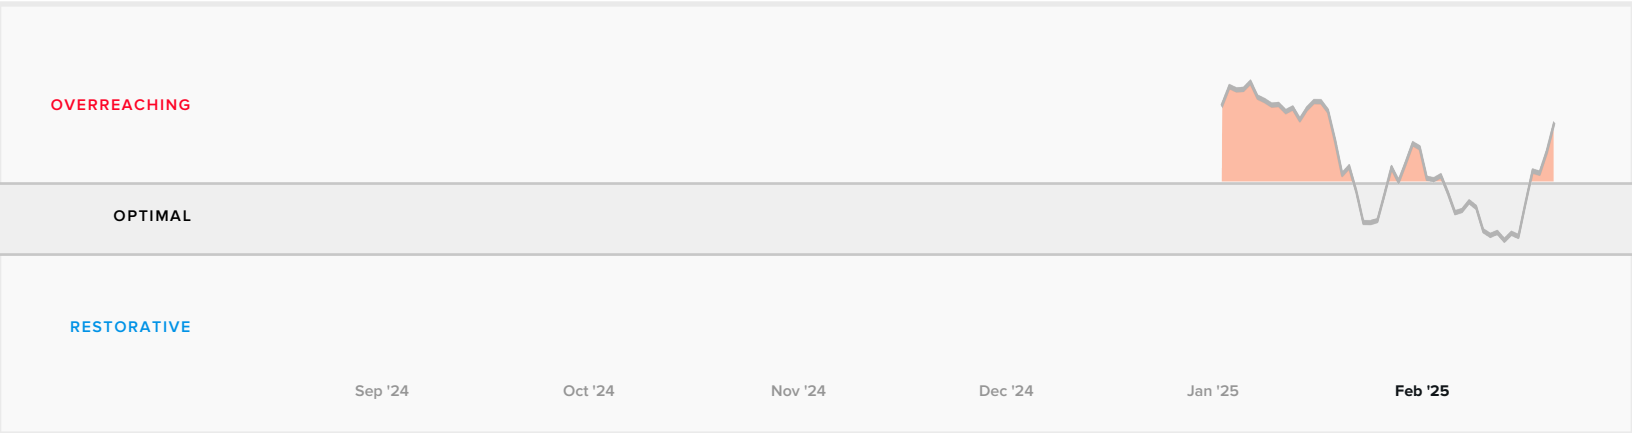 OVERREACHING
OPTIMAL
RESTORATIVE
Sep '24 Oct '24 Nov '24 Dec '24 Jan '25 Feb '25